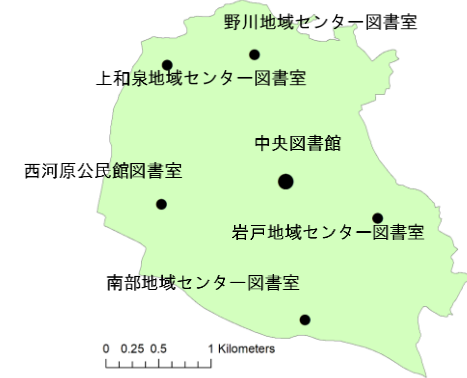 野川地域センター図書室
上和泉地域センター図書室
中央図書館
西河原公民館図書室
岩戸地域センター図書室
南部地域センター図書室
0 0.25 0.5 1 Kilometers